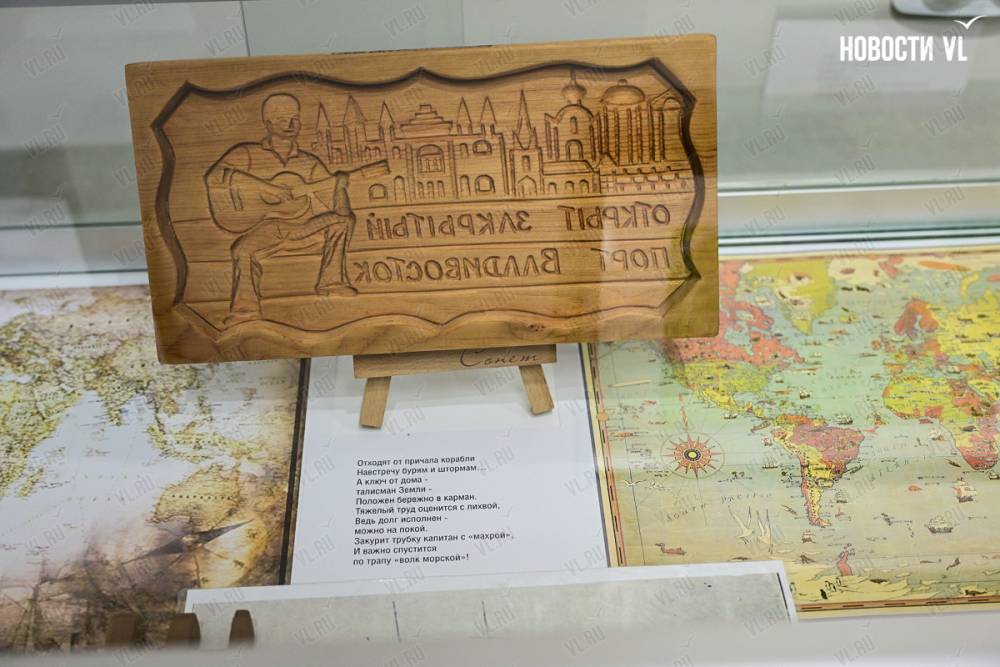 НОВОСТИ VL
ОТКРЫТ ЗАКРЫТЫЙ
ПОРТ ВЛАДИВОСТОК
Сонет
Отходят от причала корабли
Навстречу бурям и штормам...
А ключ от дома -
талисман Земли -
Положен бережно в карман.
Тяжелый труд оценится с лихвой,
Ведь долг исполнен -
можно на покой.
Закурит трубку капитан с «махрой»,
И важно спустится
по трапу «волк морской»!
VL.RU